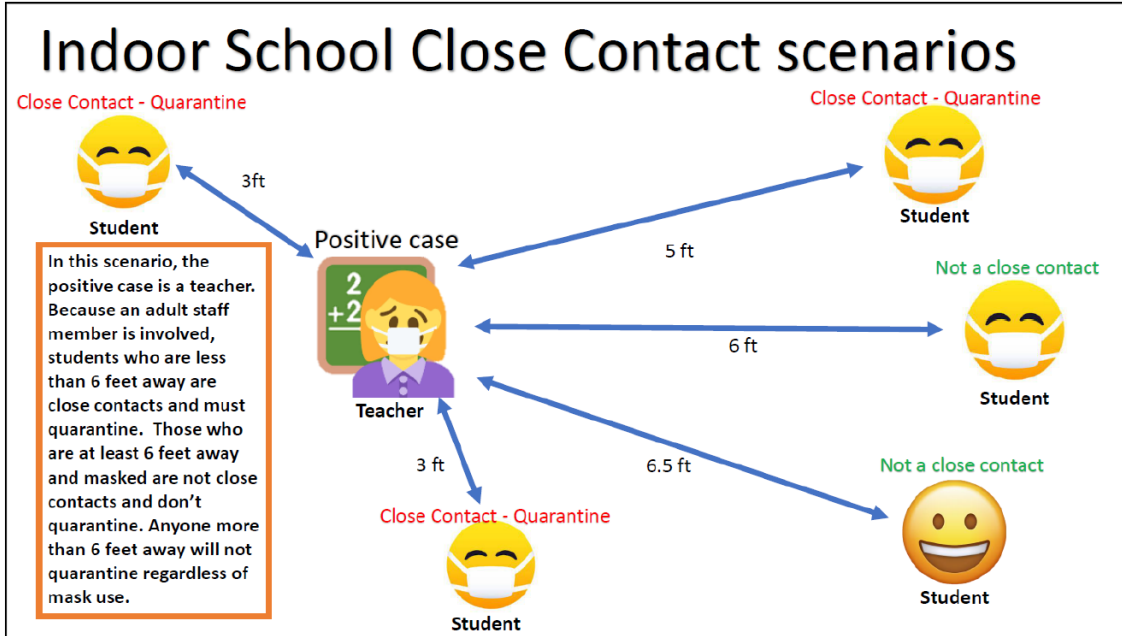 Indoor School Close Contact scenarios
Close Contact - Quarantine
Close Contact - Quarantine
3ft
Student
Student
Positive case
5 ft
2
+2
Teacher
Not a close contact
6 ft
Student
In this scenario, the
positive case is a teacher.
Because an adult staff
member is involved,
students who are less
than 6 feet away are
close contacts and must
quarantine. Those who
are at least 6 feet away
and masked are not close
contacts and don’t
quarantine. Anyone more
than 6 feet away will not
quarantine regardless of
mask use.
3 ft
6.5 ft
Not a close contact
Close Contact - Quarantine
Student
Student